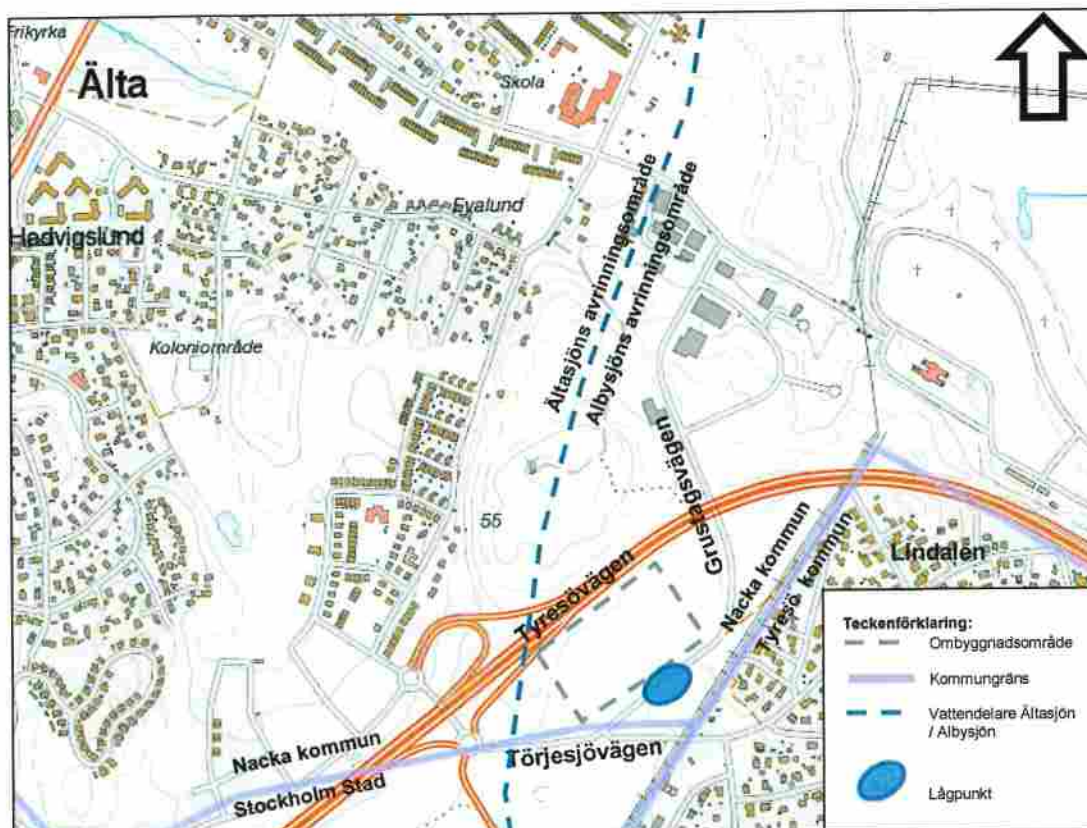 Frikyrka
Älta
Skola
Evalund
Hedvigslund
Koloniområde
Ältasjöns avrinningsområde
Albysjöns avrinningsområde
Grustagsvägen
55
Tyresövägen
Nacka kommun
Tyresö kommun
Lindalen
Nacka kommun
Stockholm Stad
Törjesjövägen
Teckenförklaring:
Ombyggnadsområde
Kommungräns
Vattendelare Ältasjön
/ Albysjön
Lågpunkt